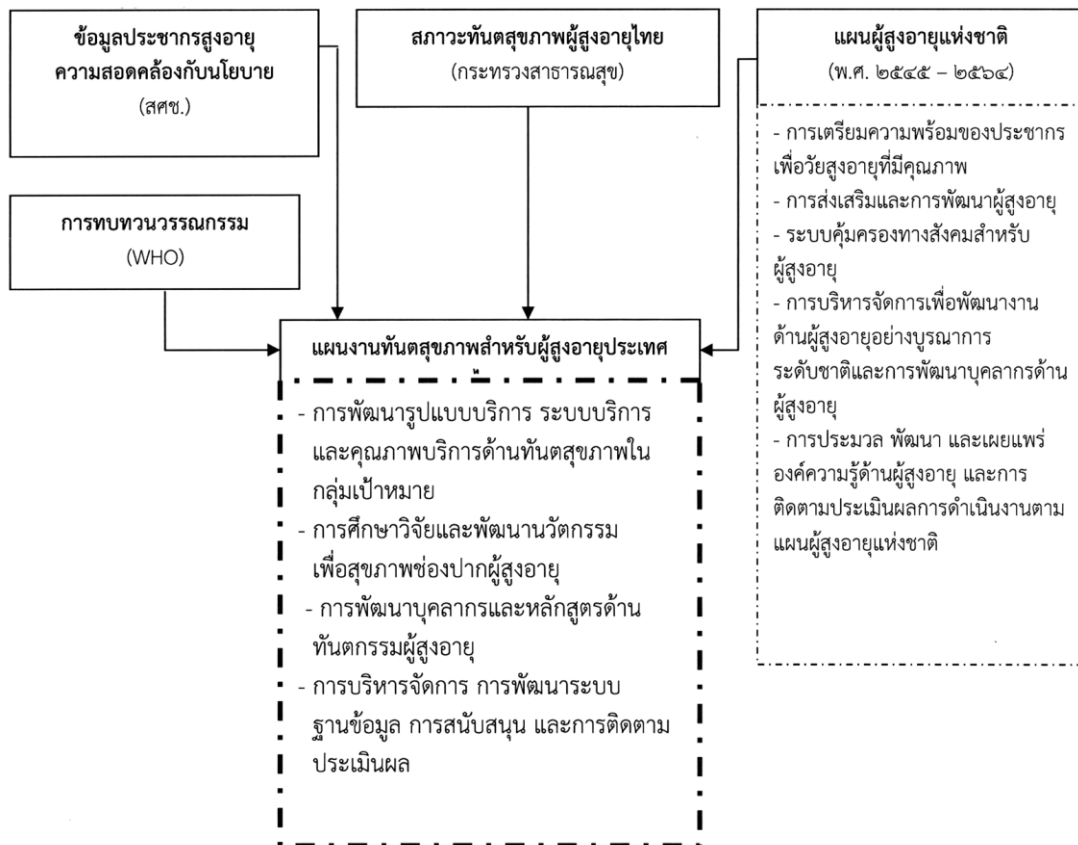 ข้อมูลประชากรสูงอายุ
ความสอดคล้องกับนโยบาย
(สศช.)
สภาวะทันตสุขภาพผู้สูงอายุไทย
(กระทรวงสาธารณสุข)
แผนผู้สูงอายุแห่งชาติ
(พ.ศ. ๒๕๔๕ – ๒๕๖๔)
- การเตรียมความพร้อมของประชากร
เพื่อวัยสูงอายุที่มีคุณภาพ
- การส่งเสริมและการพัฒนาผู้สูงอายุ
- ระบบคุ้มครองทางสังคมสำหรับ
ผู้สูงอายุ
- การบริหารจัดการเพื่อพัฒนางาน
ด้านผู้สูงอายุอย่างบูรณาการ
ระดับชาติและการพัฒนาบุคลากรด้าน
ผู้สูงอายุ
- การประมวล พัฒนา และเผยแพร่
องค์ความรู้ด้านผู้สูงอายุ และการ
ติดตามประเมินผลการดำเนินงานตาม
แผนผู้สูงอายุแห่งชาติ
การทบทวนวรรณกรรม
(WHO)
แผนงานทันตสุขภาพสำหรับผู้สูงอายุประเทศ
- การพัฒนารูปแบบบริการ ระบบบริการ
และคุณภาพบริการด้านทันตสุขภาพใน
กลุ่มเป้าหมาย
- การศึกษาวิจัยและพัฒนานวัตกรรม
เพื่อสุขภาพช่องปากผู้สูงอายุ
- การพัฒนาบุคลากรและหลักสูตรด้าน
ทันตกรรมผู้สูงอายุ
- การบริหารจัดการ การพัฒนาระบบ
ฐานข้อมูล การสนับสนุน และการติดตาม
ประเมินผล